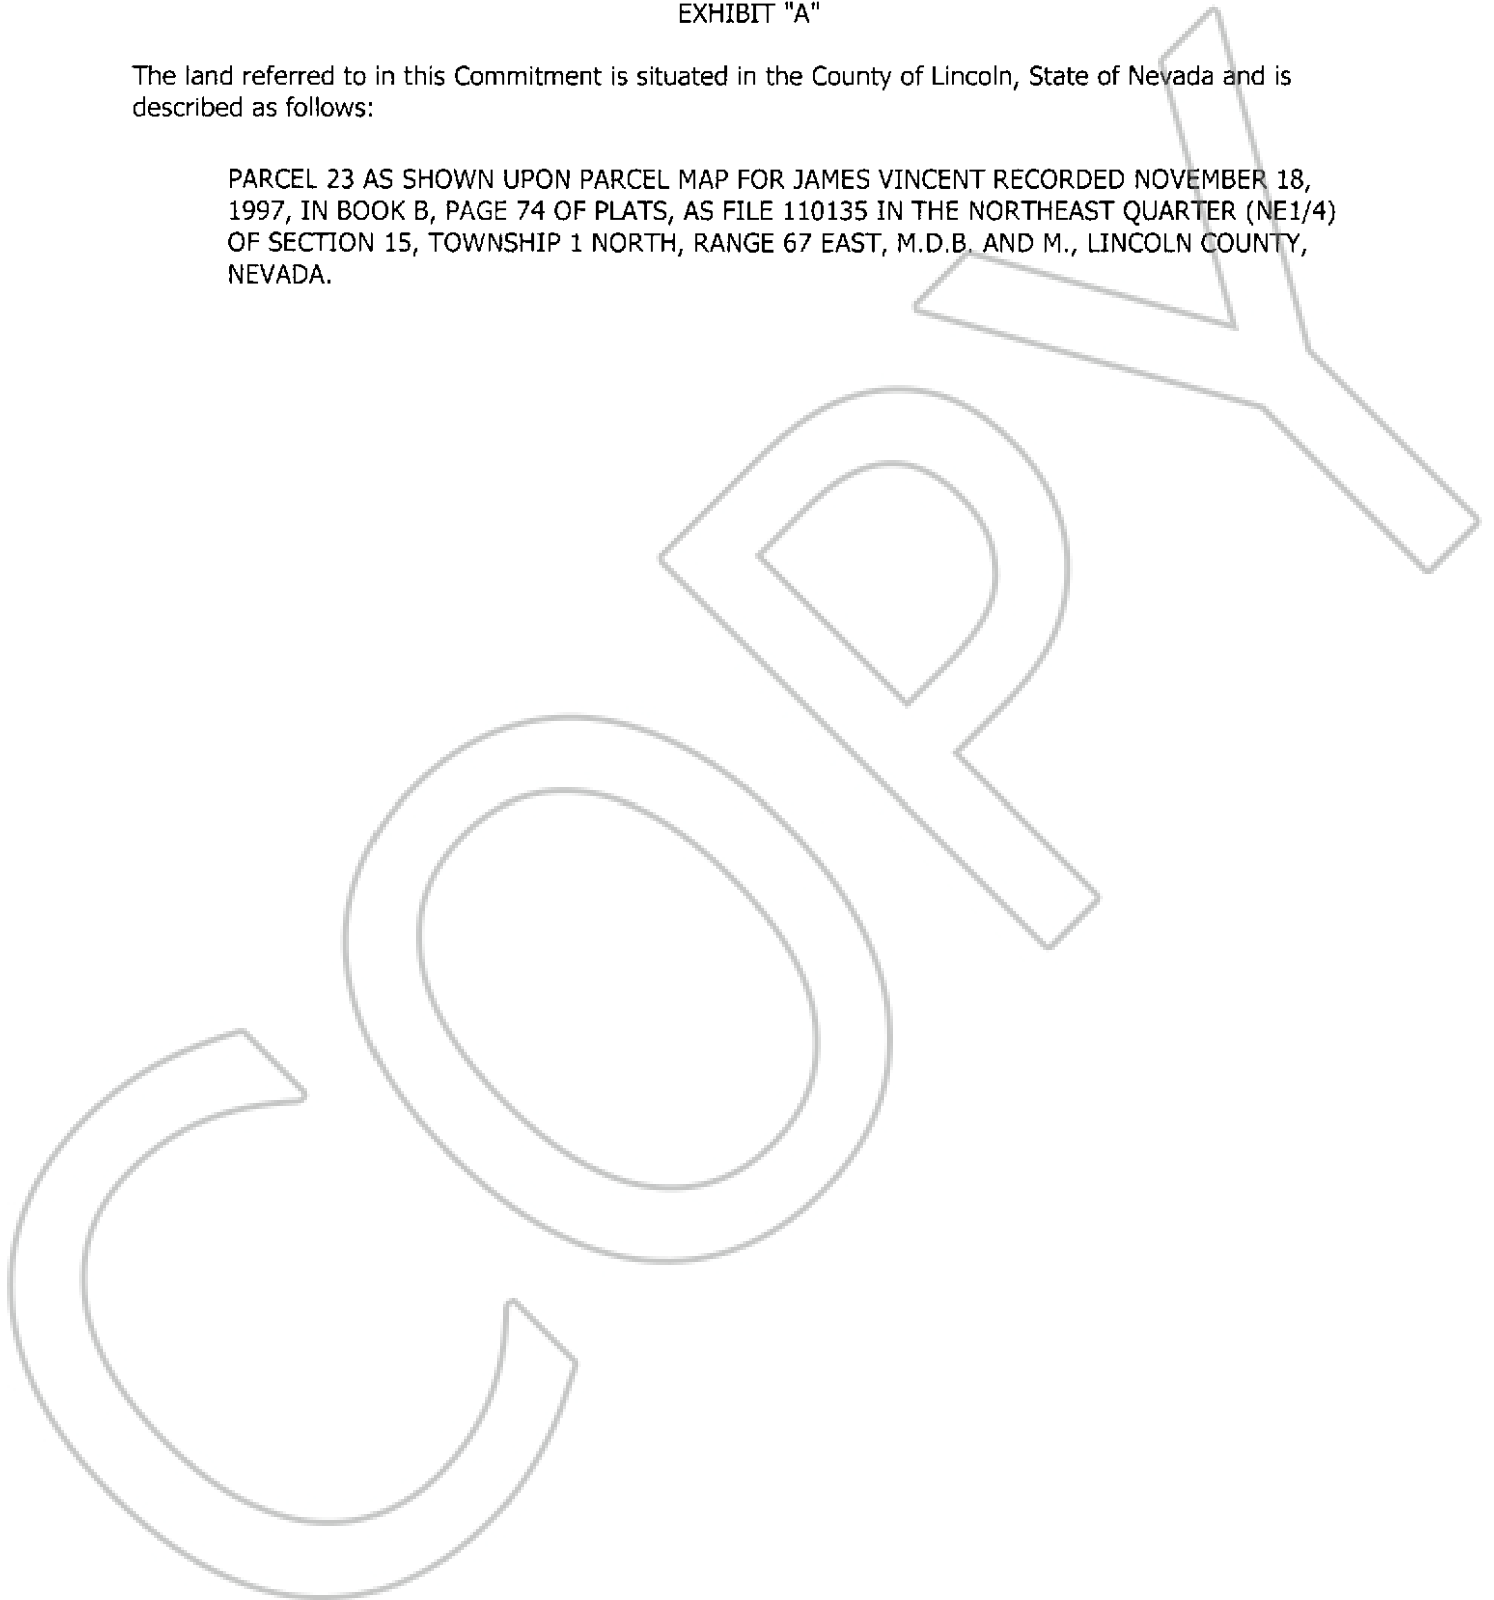 EXHIBIT "A"
The land referred to in this Commitment is situated in the County of Lincoln, State of Nevada and is
described as follows:
PARCEL 23 AS SHOWN UPON PARCEL MAP FOR JAMES VINCENT RECORDED NOVEMBER 18,
1997, IN BOOK B, PAGE 74 OF PLATS, AS FILE 110135 IN THE NORTHEAST QUARTER (NE1/4)
OF SECTION 15, TOWNSHIP 1 NORTH, RANGE 67 EAST, M.D.B. AND M., LINCOLN COUNTY,
NEVADA.
COPY